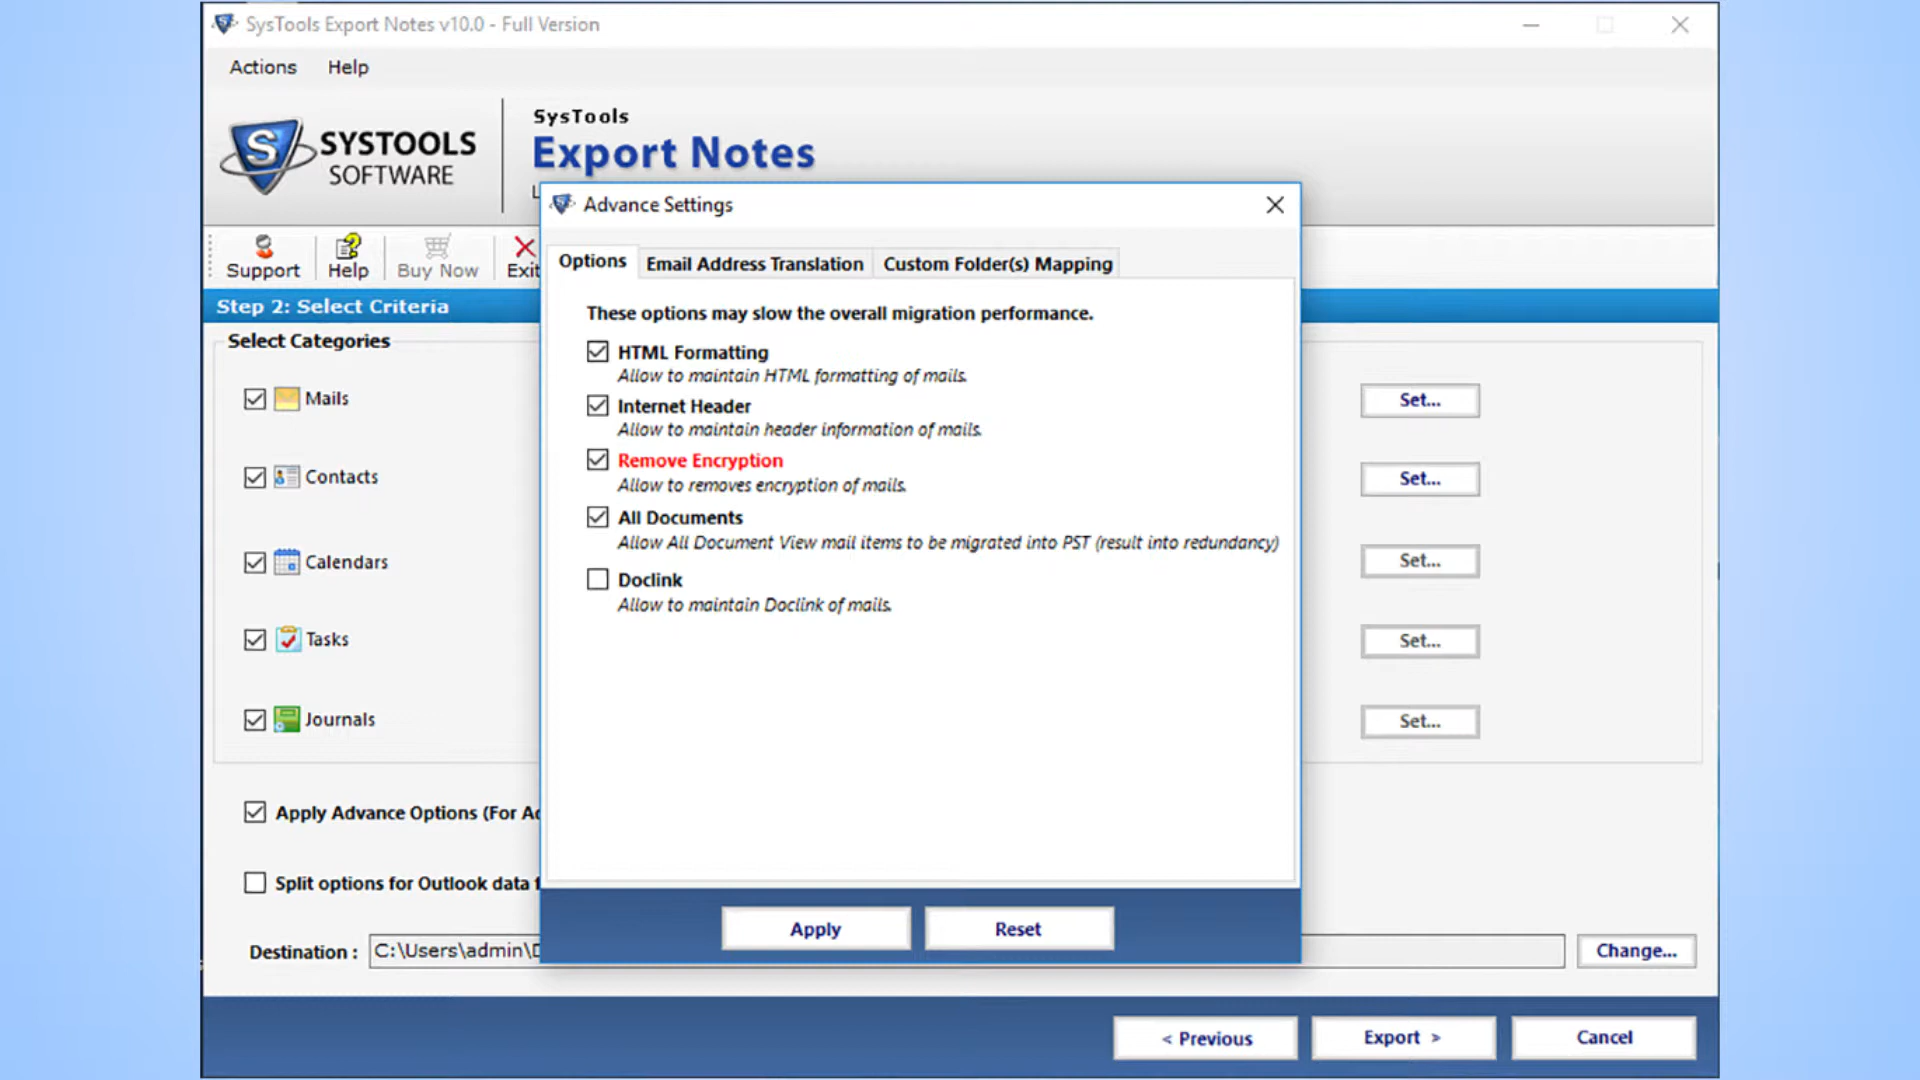 SysTools Export Notes v10.0 - Full Version
Actions Help
SYSTOOLS
SOFTWARE
SysTools
Export Notes
Support Help Buy Now Exit
Step 2: Select Criteria
Select Categories
Mails Set...
Contacts Set...
Calendars Set...
Tasks Set...
Journals Set...
Apply Advance Options (For
Split options for Outlook data
Destination : C:\Users\admin\ Change...
< Previous Export > Cancel
Advance Settings
Options Email Address Translation Custom Folder(s) Mapping
These options may slow the overall migration performance.
HTML Formatting
Allow to maintain HTML formatting of mails.
Internet Header
Allow to maintain header information of mails.
Remove Encryption
Allow to removes encryption of mails.
All Documents
Allow All Document View mail items to be migrated into PST (result into redundancy)
Doclink
Allow to maintain Doclink of mails.
Apply Reset